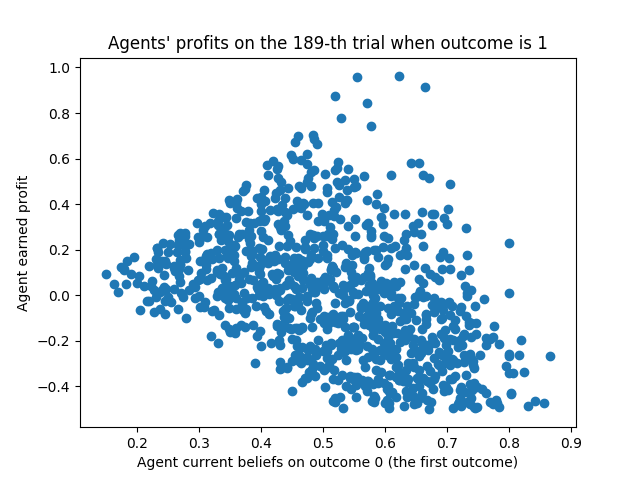 Agents' profits on the 189-th trial when outcome is 1
1.0
0.8
0.6
0.4
0.2
0.0
−0.2
−0.4
Agent earned profit
0.2 0.3 0.4 0.5 0.6 0.7 0.8 0.9
Agent current beliefs on outcome 0 (the first outcome)